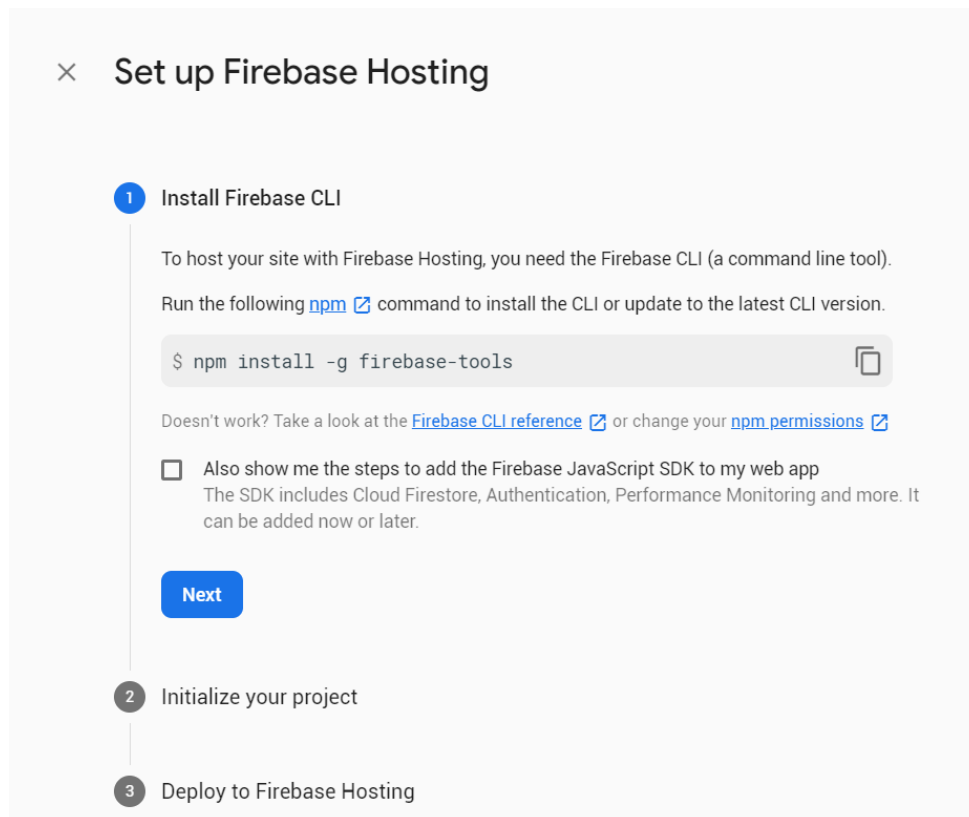 Set up Firebase Hosting
1 Install Firebase CLI
To host your site with Firebase Hosting, you need the Firebase CLI (a command line tool).
Run the following npm command to install the CLI or update to the latest CLI version.
$ npm install -g firebase-tools
Doesn't work? Take a look at the Firebase CLI reference or change your npm permissions
Also show me the steps to add the Firebase JavaScript SDK to my web app
The SDK includes Cloud Firestore, Authentication, Performance Monitoring and more. It
can be added now or later.
Next
2 Initialize your project
3 Deploy to Firebase Hosting